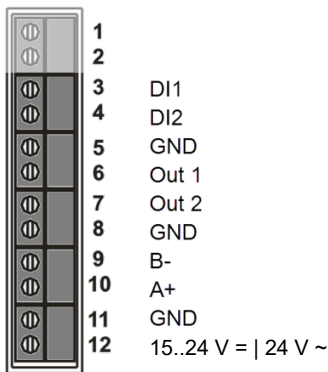 1
2
3 DI1
4 DI2
5 GND
6 Out 1
7 Out 2
8 GND
9 B-
10 A+
11 GND
12 15..24 V = | 24 V ~